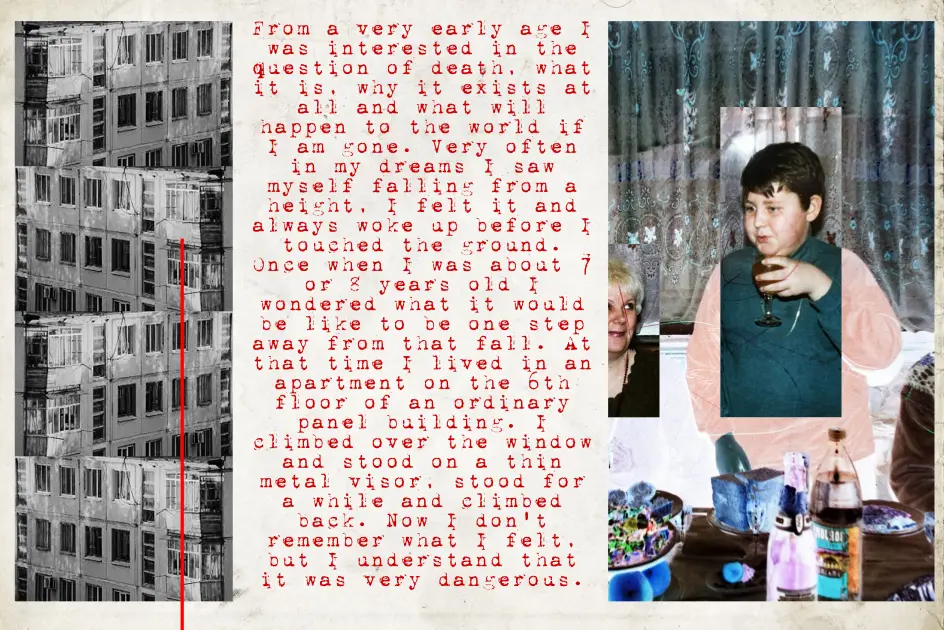 From a very early age I
was interested in the
question of death, what
it is, why it exists at
all and what will
happen to the world if
I am gone. Very often
in my dreams I saw
myself falling from a
height, I felt it and
always woke up before I
touched the ground.
Once when I was about 7
or 8 years old I
wondered what it would
be like to be one step
away from that fall. At
that time I lived in an
apartment on the 6th
floor of an ordinary
panel building. I
climbed over the window
and stood on a thin
metal visor, stood for
a while and climbed
back. Now I don't
remember what I felt,
but I understand that
it was very dangerous.